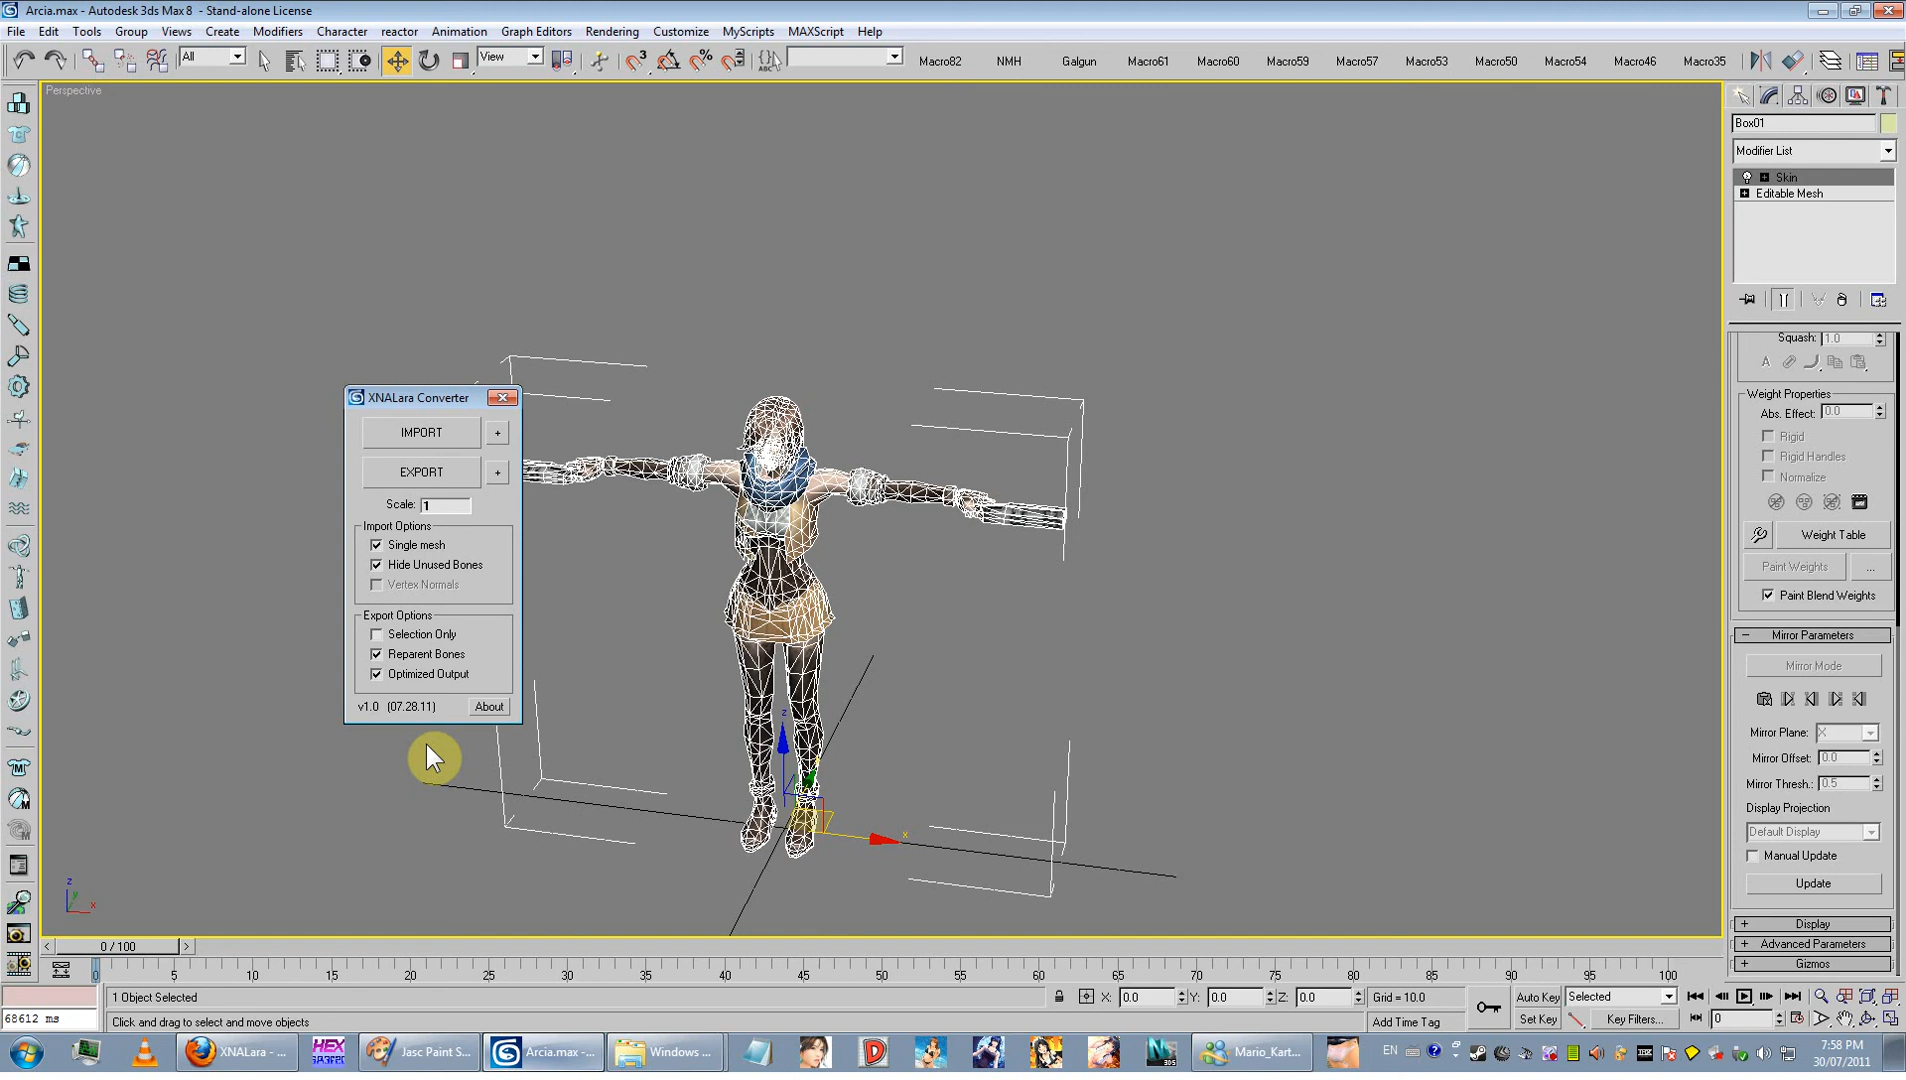 Arcia.max - Autodesk 3ds Max 8 - Stand-alone License
File Edit Tools Group Views Create Modifiers Character reactor Animation Graph Editors Rendering Customize MyScripts MAXScript Help
All View Macro82 NMH Galgun Macro61 Macro60 Macro59 Macro57 Macro53 Macro50 Macro54 Macro46 Macro35
Perspective
Box01
Modifier List
Skin
Editable Mesh
XNALara Converter
IMPORT +
EXPORT +
Scale: 1
Import Options
Single mesh
Hide Unused Bones
Vertex Normals
Export Options
Selection Only
Reparent Bones
Optimized Output
v1.0 (07.28.11) About
Squash: 1.0
Weight Properties
Abs. Effect: 0.0
Rigid
Rigid Handles
Normalize
Weight Table
Paint Weights ...
Paint Blend Weights
Mirror Parameters
Mirror Mode
Mirror Plane: X
Mirror Offset: 0.0
Mirror Thresh.: 0.5
Display Projection
Default Display
Manual Update
Update
+ Display
+ Advanced Parameters
+ Gizmos
z
x
z
y
x
< 0 / 100 >
0 5 10 15 20 25 30 35 40 45 50 55 60 65 70 75 80 85 90 95 100
1 Object Selected X: 0.0 Y: 0.0 Z: 0.0 Grid = 10.0 Auto Key Selected
68612 ms Click and drag to select and move objects Add Time Tag Set Key Key Filters... 0
XNALara - ... HEX Jasc Paint S... Arcia.max -... Windows ... Mario_Kart... EN 7:58 PM
30/07/2011